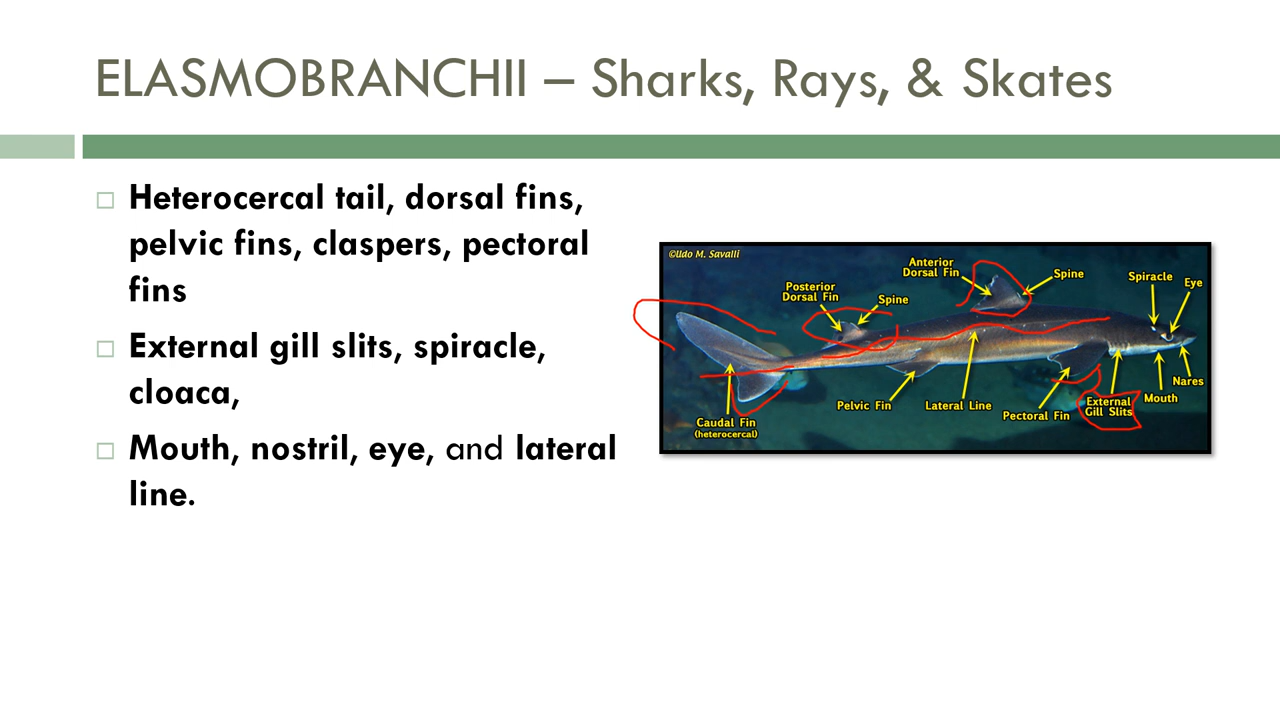 ELASMOBRANCHII – Sharks, Rays, & Skates
Heterocercal tail, dorsal fins,
pelvic fins, claspers, pectoral
fins
External gill slits, spiracle,
cloaca,
Mouth, nostril, eye, and lateral
line.
©Udo M. Savalli
Anterior
Dorsal Fin
Spine
Spiracle
Eye
Posterior
Dorsal Fin
Spine
Nares
Mouth
External
Gill Slits
Pectoral Fin
Lateral Line
Pelvic Fin
Caudal Fin
(heterocercal)